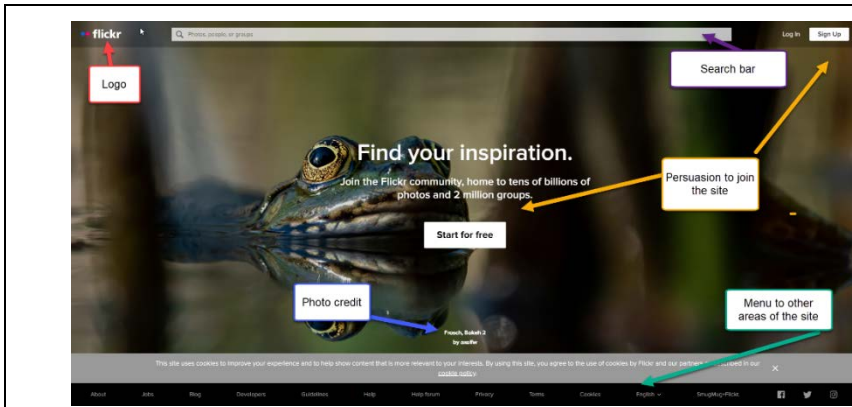 flickr
Photos, people, or groups
Log In
Sign Up
Logo
Search bar
Find your inspiration.
Join the Flickr community, home to tens of billions of
photos and 2 million groups.
Persuasion to join
the site
Start for free
Photo credit
Frosch, Bokeh 2
by
Menu to other
areas of the site
This site uses cookies to improve your experience and to help show content that is more relevant to your interests. By using this site, you agree to the use of cookies by Flickr and our partners as described in our
cookie policy.
About Jobs Blog Developers Guidelines Help Help forum Privacy Terms Cookies English SmugMug+Flickr